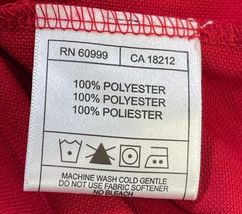 RN 60999 CA 18212
100% POLYESTER
100% POLYESTER
100% POLIESTER
MACHINE WASH COLD GENTLE
DO NOT USE FABRIC SOFTENER
NO BLEACH